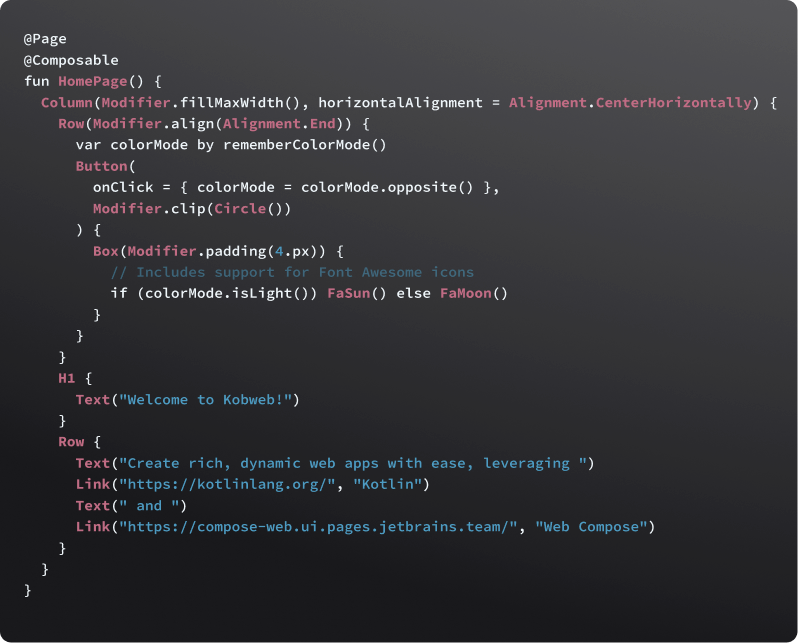 @Page
@Composable
fun HomePage() {
  Column(Modifier.fillMaxWidth(), horizontalAlignment = Alignment.CenterHorizontally) {
    Row(Modifier.align(Alignment.End)) {
      var colorMode by rememberColorMode()
      Button(
        onClick = { colorMode = colorMode.opposite() },
        Modifier.clip(Circle())
      ) {
        Box(Modifier.padding(4.px)) {
          // Includes support for Font Awesome icons
          if (colorMode.isLight()) FaSun() else FaMoon()
        }
      }
    }
    H1 {
      Text("Welcome to Kobweb!")
    }
    Row {
      Text("Create rich, dynamic web apps with ease, leveraging ")
      Link("https://kotlinlang.org/", "Kotlin")
      Text(" and ")
      Link("https://compose-web.ui.pages.jetbrains.team/", "Web Compose")
    }
  }
}